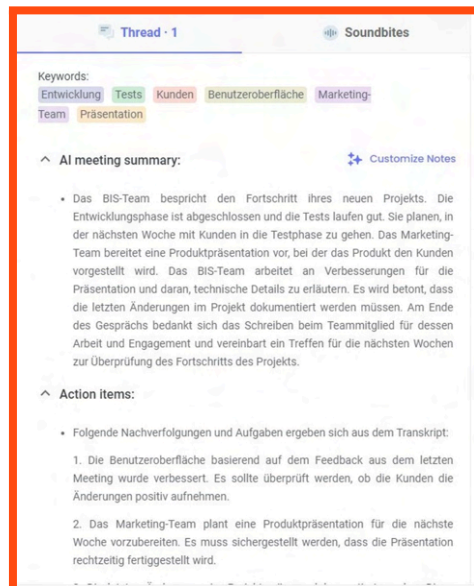 Thread · 1
Soundbites
Keywords:
Entwicklung Tests Kunden Benutzeroberfläche Marketing-
Team Präsentation
AI meeting summary:
Customize Notes
• Das BIS-Team bespricht den Fortschritt ihres neuen Projekts. Die
Entwicklungsphase ist abgeschlossen und die Tests laufen gut. Sie planen, in
der nächsten Woche mit Kunden in die Testphase zu gehen. Das Marketing-
Team bereitet eine Produktpräsentation vor, bei der das Produkt den Kunden
vorgestellt wird. Das BIS-Team arbeitet an Verbesserungen für die
Präsentation und daran, technische Details zu erläutern. Es wird betont, dass
die letzten Änderungen im Projekt dokumentiert werden müssen. Am Ende
des Gesprächs bedankt sich das Schreiben beim Teammitglied für dessen
Arbeit und Engagement und vereinbart ein Treffen für die nächsten Wochen
zur Überprüfung des Fortschritts des Projekts.
Action items:
• Folgende Nachverfolgungen und Aufgaben ergeben sich aus dem Transkript:
1. Die Benutzeroberfläche basierend auf dem Feedback aus dem letzten
Meeting wurde verbessert. Es sollte überprüft werden, ob die Kunden die
Änderungen positiv aufnehmen.
2. Das Marketing-Team plant eine Produktpräsentation für die nächste
Woche vorzubereiten. Es muss sichergestellt werden, dass die Präsentation
rechtzeitig fertiggestellt wird.